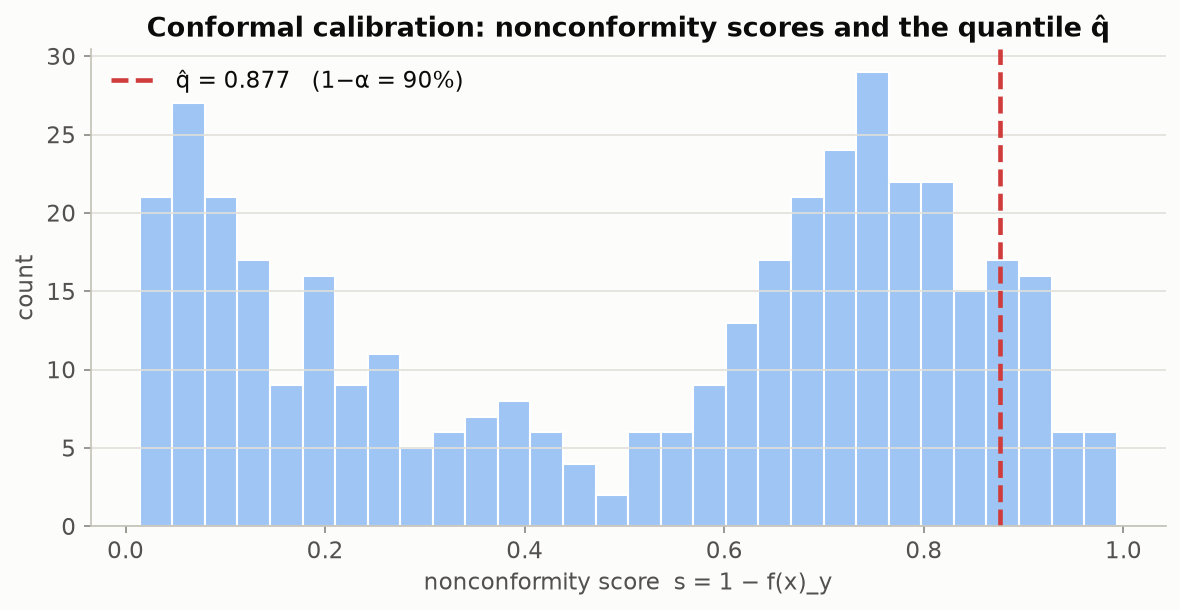 Conformal calibration: nonconformity scores and the quantile q̂
q̂ = 0.877   (1−α = 90%)
30
25
20
15
10
5
0
count
0.0 0.2 0.4 0.6 0.8 1.0
nonconformity score  s = 1 − f(x)_y